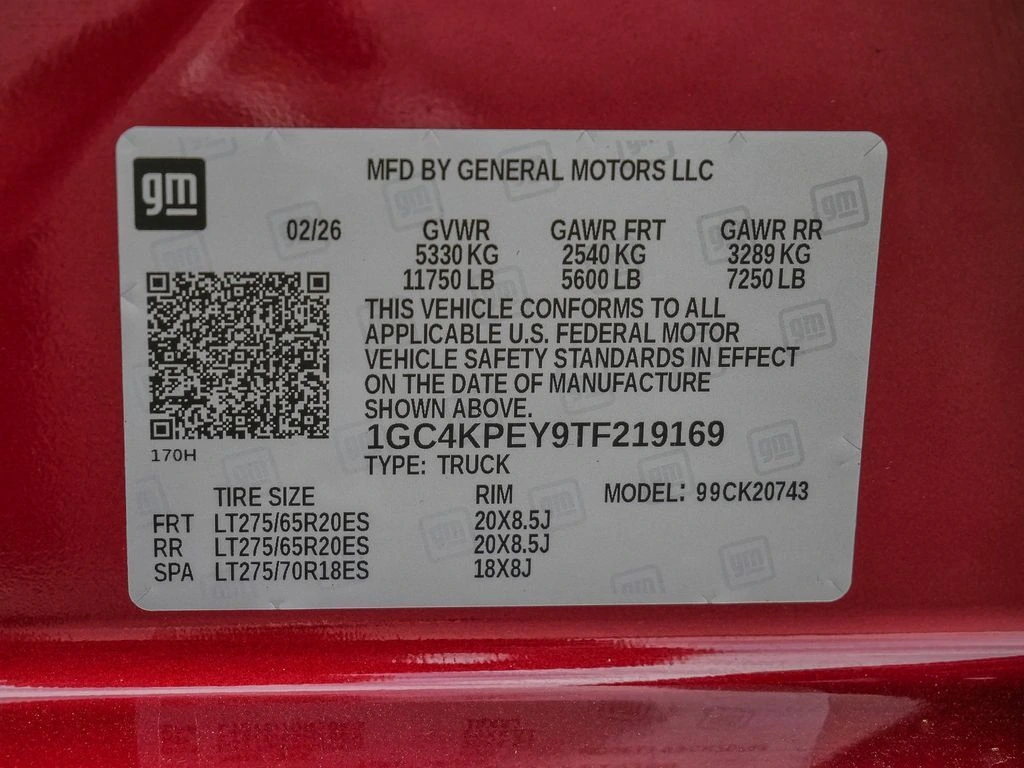 gm
MFD BY GENERAL MOTORS LLC
02/26 GVWR GAWR FRT GAWR RR
5330 KG 2540 KG 3289 KG
11750 LB 5600 LB 7250 LB
THIS VEHICLE CONFORMS TO ALL
APPLICABLE U.S. FEDERAL MOTOR
VEHICLE SAFETY STANDARDS IN EFFECT
ON THE DATE OF MANUFACTURE
SHOWN ABOVE.
1GC4KPEY9TF219169
170H
TYPE: TRUCK
TIRE SIZE RIM MODEL: 99CK20743
FRT LT275/65R20ES 20X8.5J
RR LT275/65R20ES 20X8.5J
SPA LT275/70R18ES 18X8J